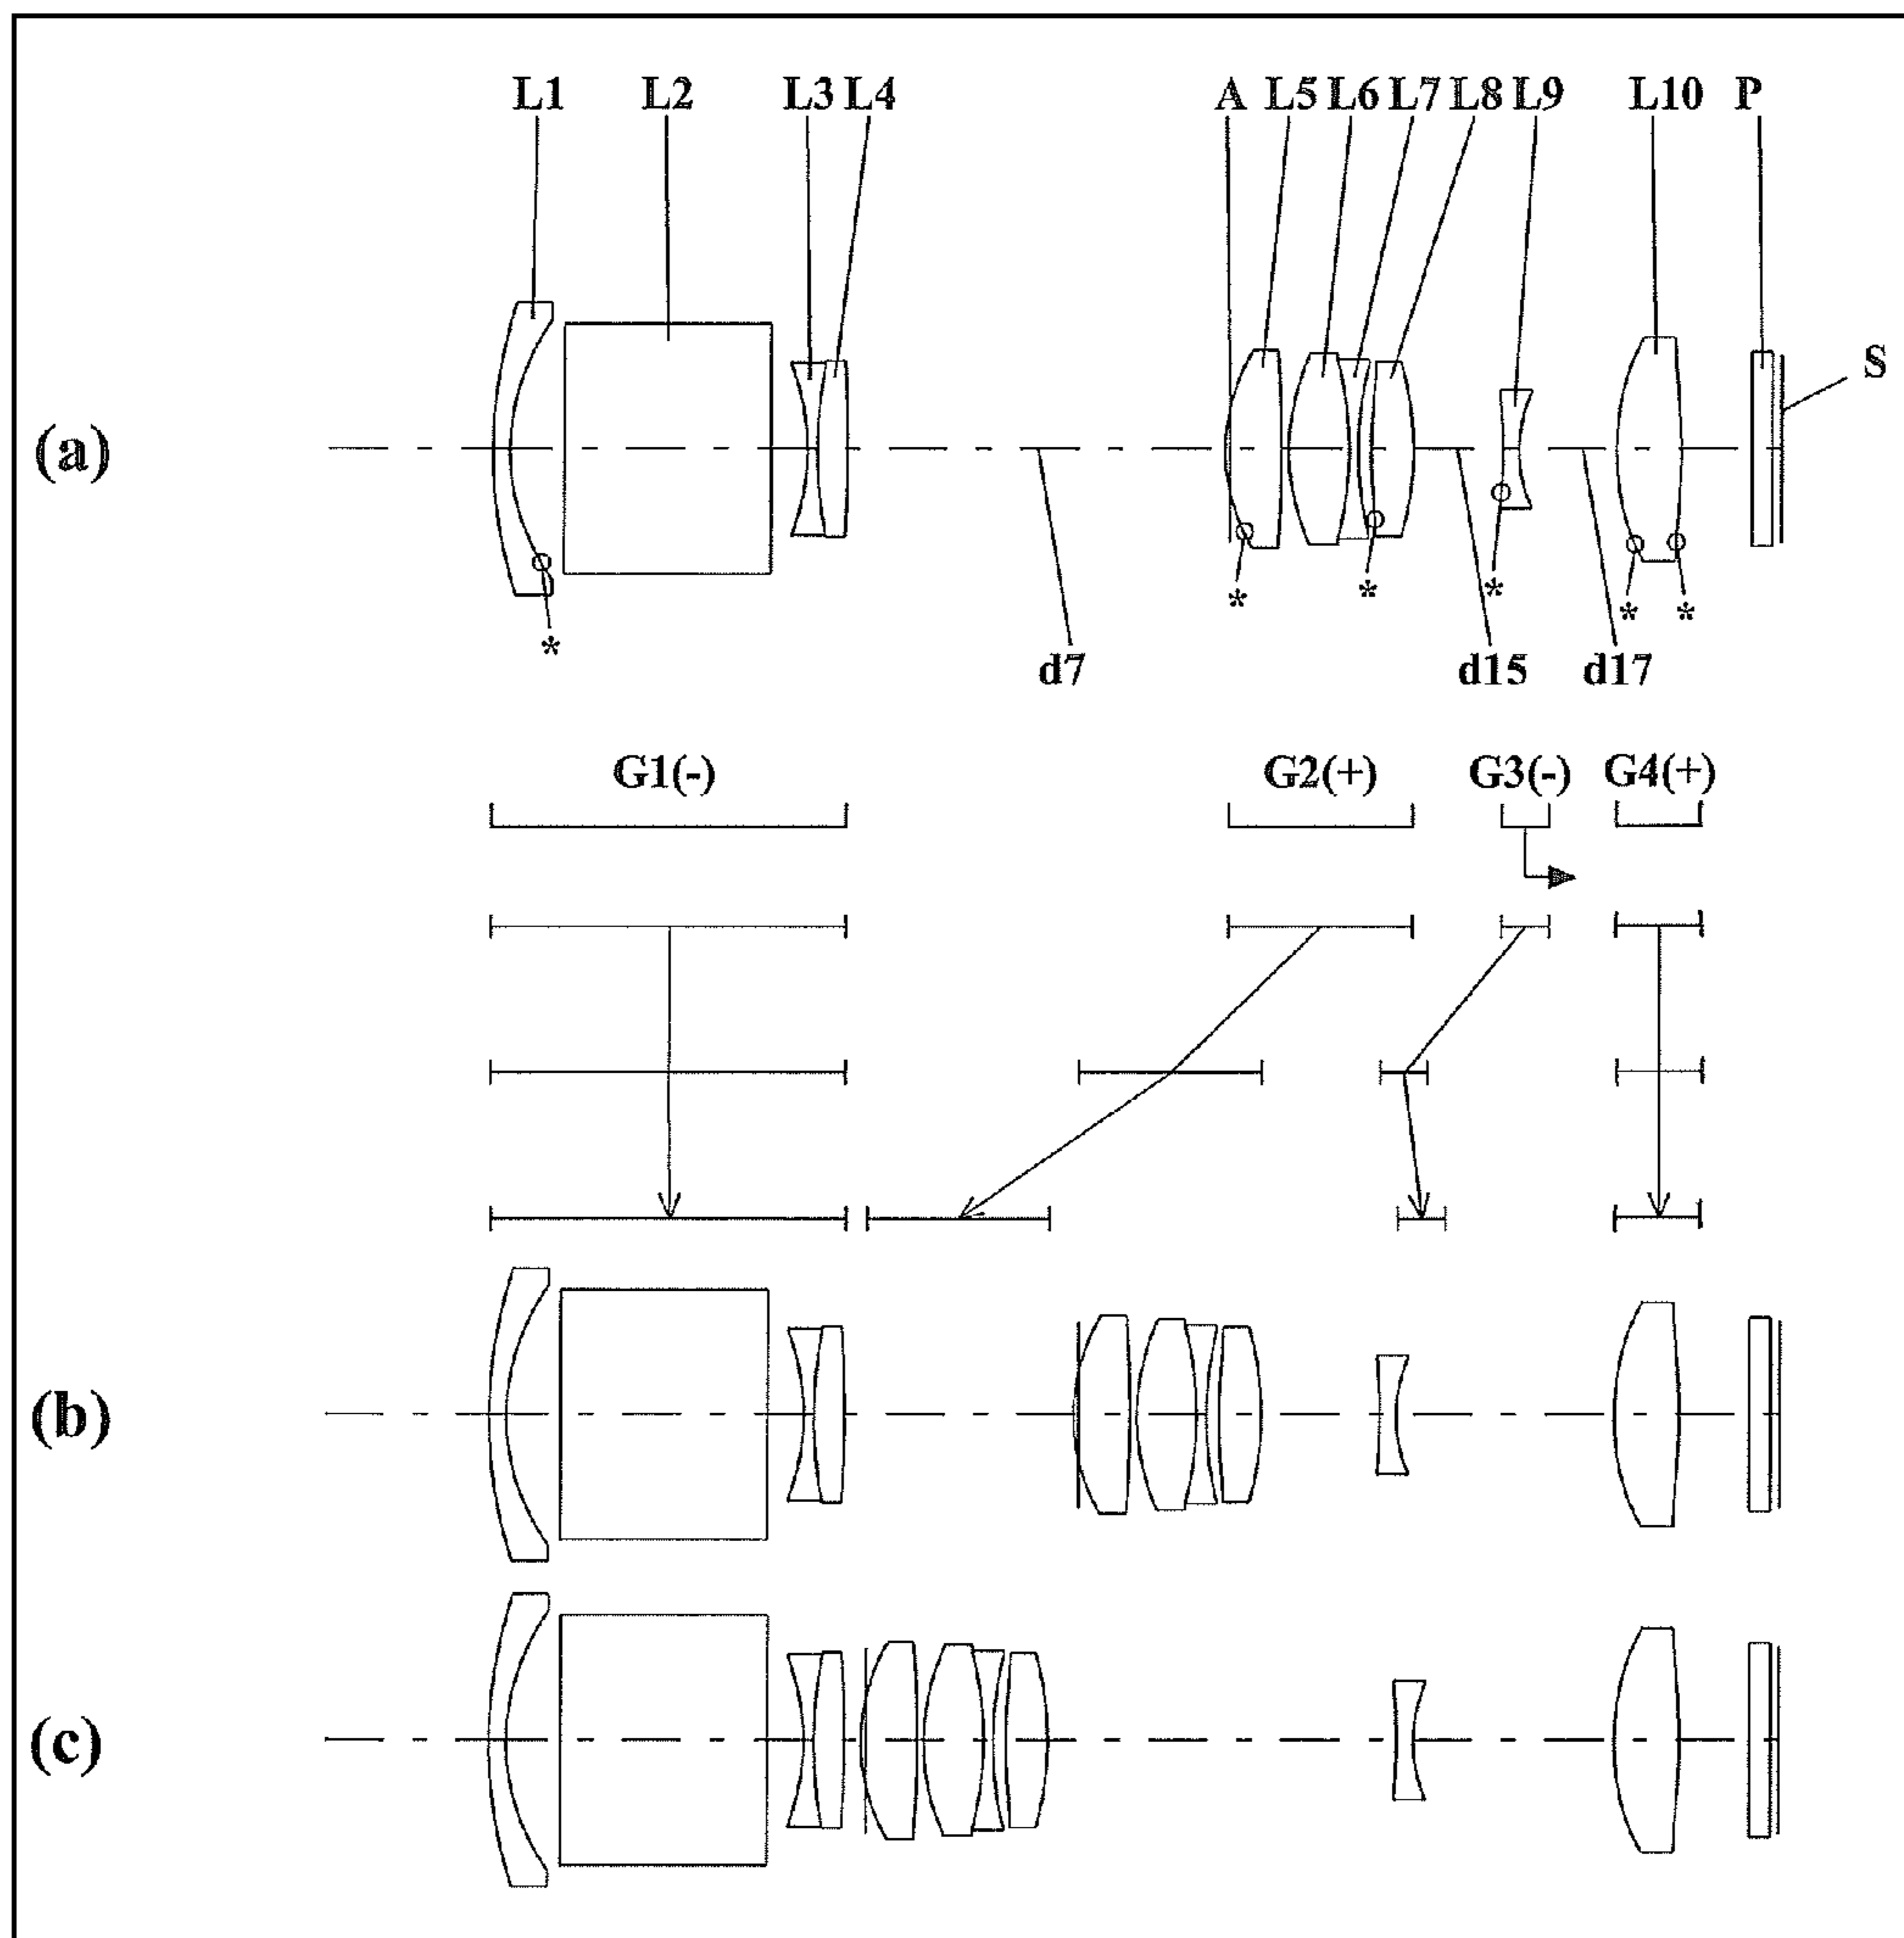 L1 L2 L3 L4 A L5 L6 L7 L8 L9 L10 P
S
(a)
* * * * * *
d7 d15 d17
G1(-) G2(+) G3(-) G4(+)
(b)
(c)